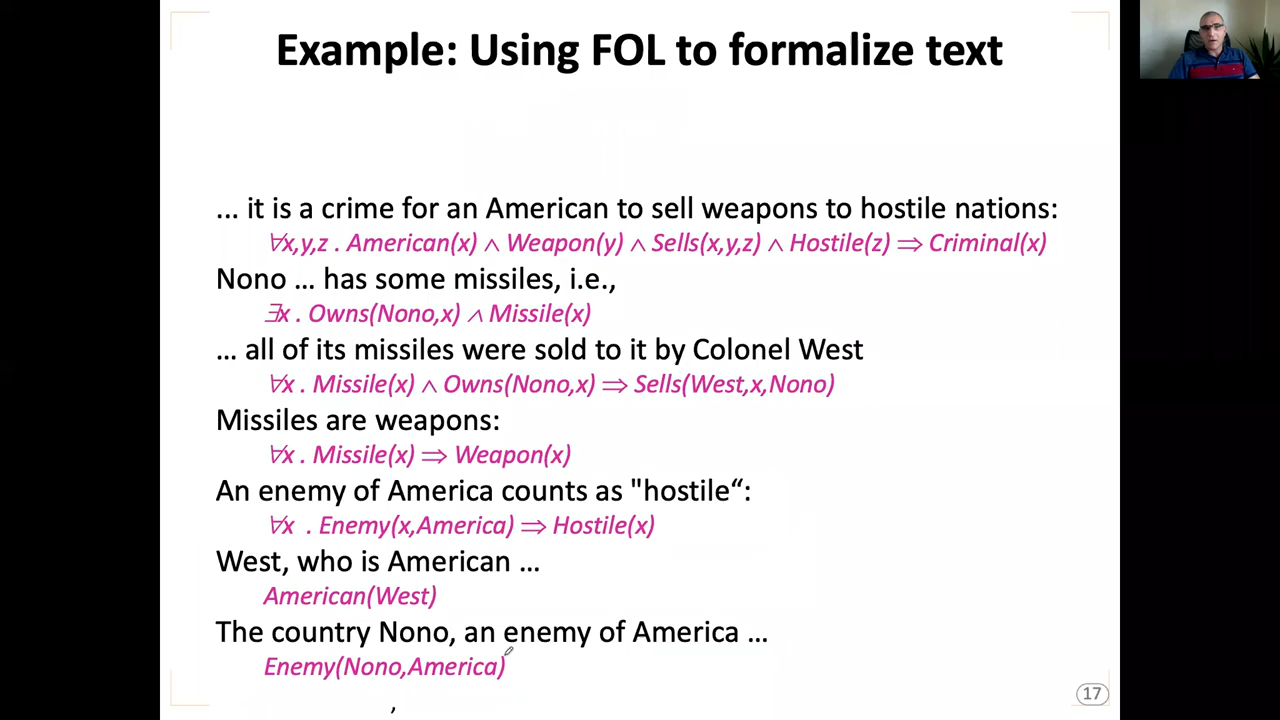 Example: Using FOL to formalize text
... it is a crime for an American to sell weapons to hostile nations:
∀x,y,z . American(x) ∧ Weapon(y) ∧ Sells(x,y,z) ∧ Hostile(z) ⇒ Criminal(x)
Nono … has some missiles, i.e.,
∃x . Owns(Nono,x) ∧ Missile(x)
… all of its missiles were sold to it by Colonel West
∀x . Missile(x) ∧ Owns(Nono,x) ⇒ Sells(West,x,Nono)
Missiles are weapons:
∀x . Missile(x) ⇒ Weapon(x)
An enemy of America counts as "hostile“:
∀x . Enemy(x,America) ⇒ Hostile(x)
West, who is American …
American(West)
The country Nono, an enemy of America …
Enemy(Nono,America)
,
17